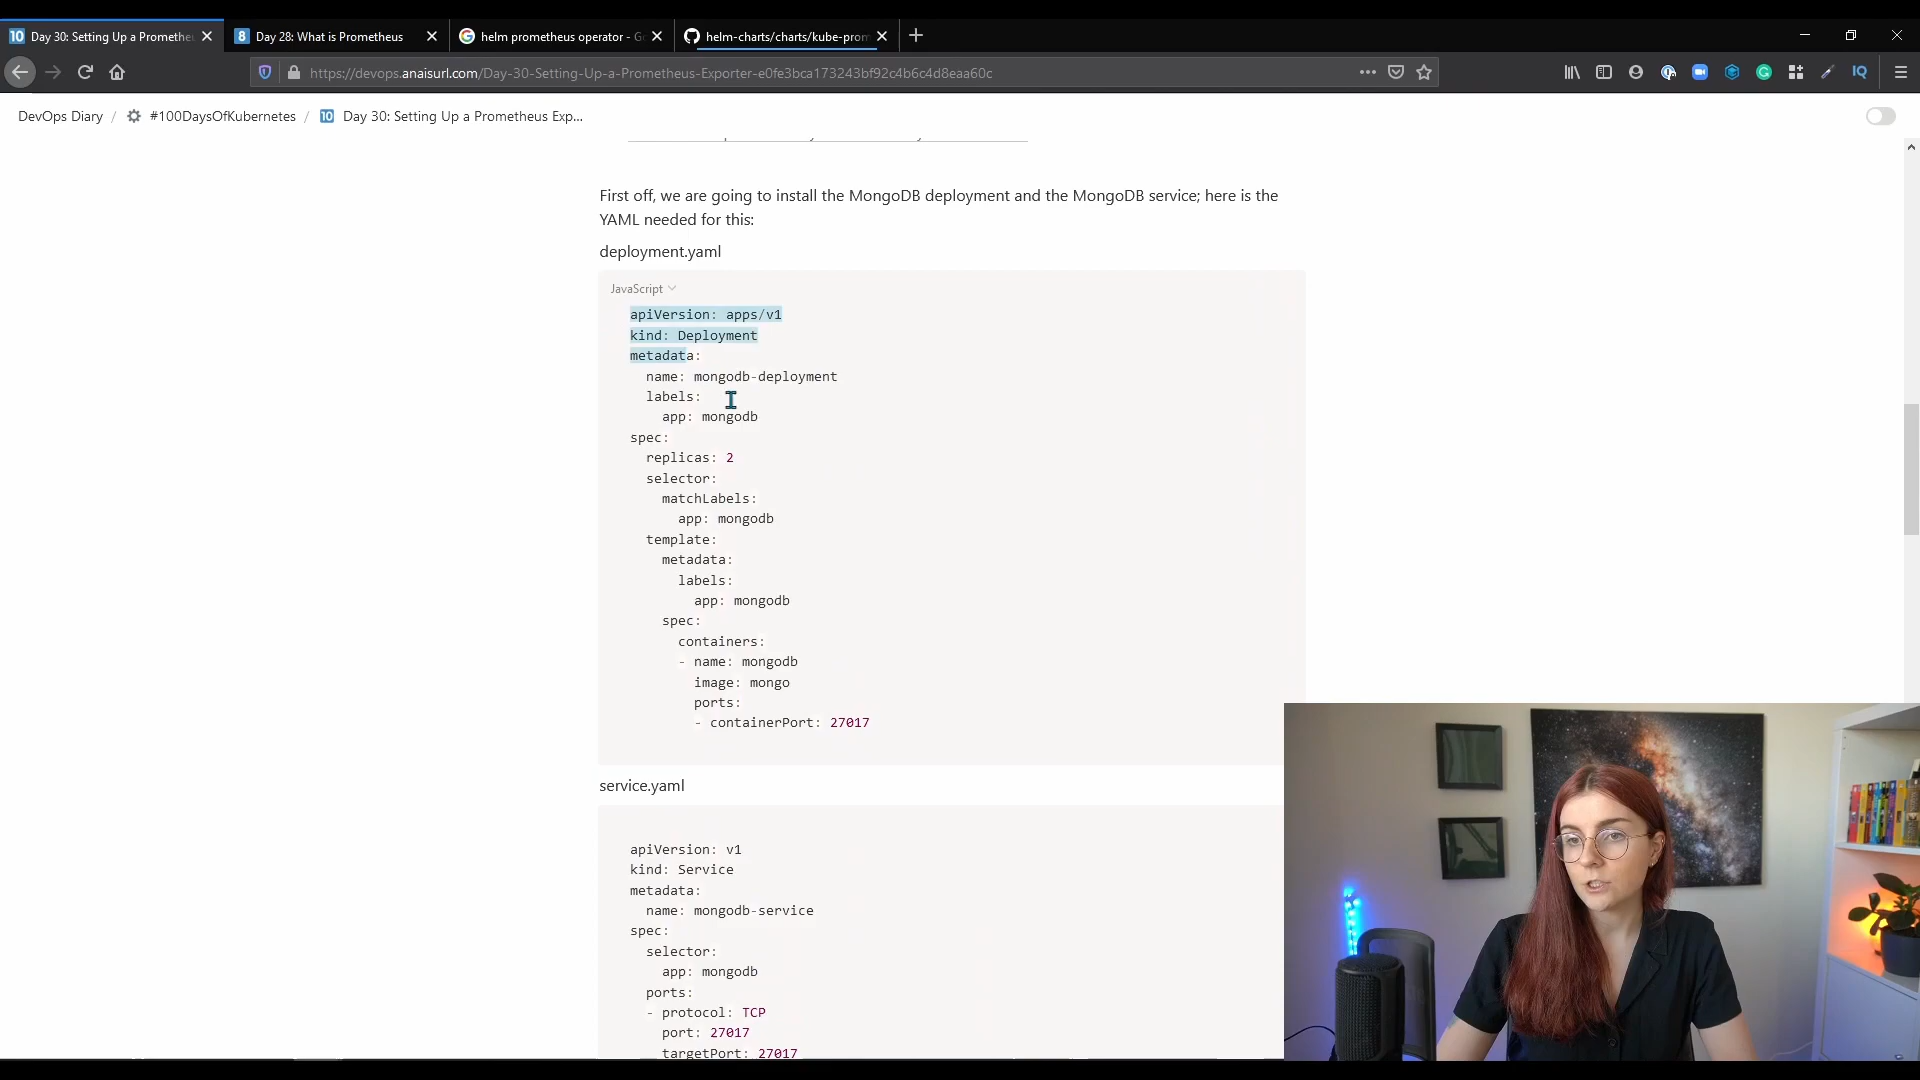 Day 30: Setting Up a Promethe
Day 28: What is Prometheus
helm prometheus operator - G
helm-charts/charts/kube-prom
https://devops.anaisurl.com/Day-30-Setting-Up-a-Prometheus-Exporter-e0fe3bca173243bf92c4b6c4d8eaa60c
DevOps Diary / #100DaysOfKubernetes / Day 30: Setting Up a Prometheus Exp...
First off, we are going to install the MongoDB deployment and the MongoDB service; here is the
YAML needed for this:
deployment.yaml
JavaScript
apiVersion: apps/v1
kind: Deployment
metadata:
name: mongodb-deployment
labels:
app: mongodb
spec:
replicas: 2
selector:
matchLabels:
app: mongodb
template:
metadata:
labels:
app: mongodb
spec:
containers:
- name: mongodb
image: mongo
ports:
- containerPort: 27017
service.yaml
apiVersion: v1
kind: Service
metadata:
name: mongodb-service
spec:
selector:
app: mongodb
ports:
- protocol: TCP
port: 27017
targetPort: 27017